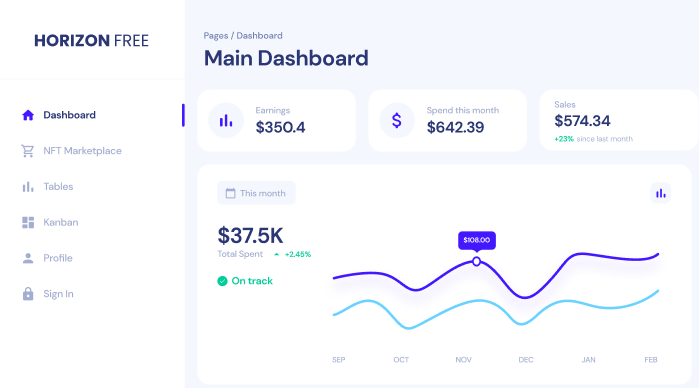 HORIZON FREE
Dashboard
NFT Marketplace
Tables
Kanban
Profile
Sign In
Pages / Dashboard
Main Dashboard
Earnings
$350.4
Spend this month
$642.39
Sales
$574.34
+23% since last month
This month
$37.5K
Total Spent +2,45%
On track
$108.00
SEP OCT NOV DEC JAN FEB